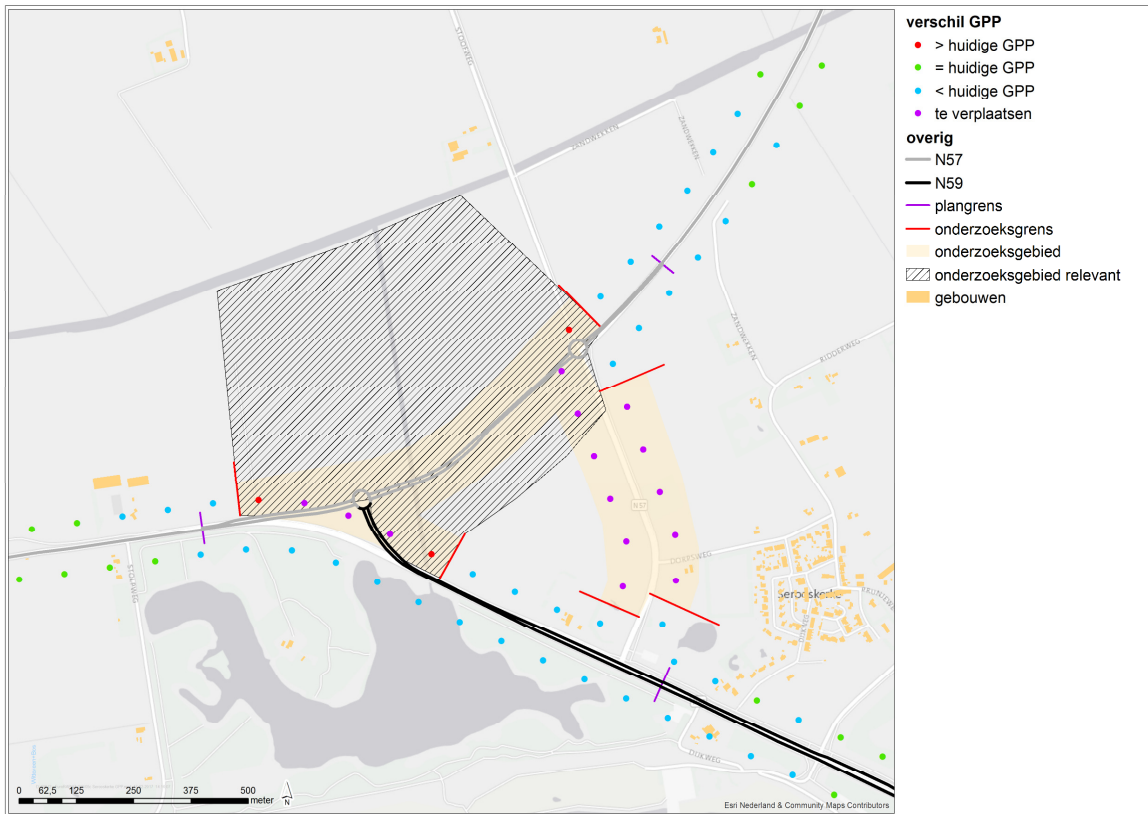 verschil GPP
> huidige GPP
= huidige GPP
< huidige GPP
te verplaatsen
overig
N57
N59
plangrens
onderzoeksgrens
onderzoeksgebied
onderzoeksgebied relevant
gebouwen
STOOFWEG
ZANDWEKKEN
ZANDWEKKEN
ZANDWEKKEN
RIDDERWEG
N57
DORPSWEG
Serooskerke
DIJKWEG
STOLPWEG
DIJKWEG
0 62,5 125 250 375 500
meter
N
Esri Nederland & Community Maps Contributors